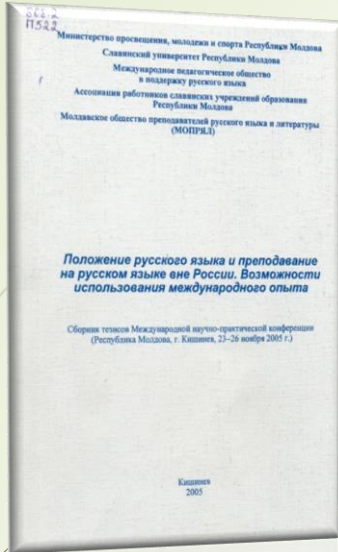 866.2
П522
Министерство просвещения, молодежи и спорта Республики Молдова
Славянский университет Республики Молдова
Международное педагогическое общество
в поддержку русского языка
Ассоциация работников славянских учреждений образования
Республики Молдова
Молдавское общество преподавателей русского языка и литературы
(МОПРЯЛ)
Положение русского языка и преподавание
на русском языке вне России. Возможности
использования международного опыта
Сборник тезисов Международной научно-практической конференции
(Республика Молдова, г. Кишинев, 23–26 ноября 2005 г.)
Кишинев
2005